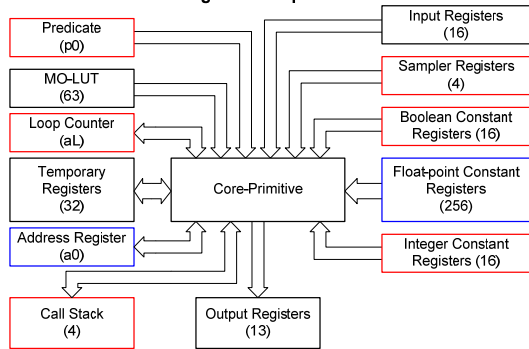 Predicate
(p0)
MO-LUT
(63)
Loop Counter
(aL)
Temporary
Registers
(32)
Address Register
(a0)
Call Stack
(4)
Core-Primitive
Output Registers
(13)
Input Registers
(16)
Sampler Registers
(4)
Boolean Constant
Registers (16)
Float-point Constant
Registers
(256)
Integer Constant
Registers (16)